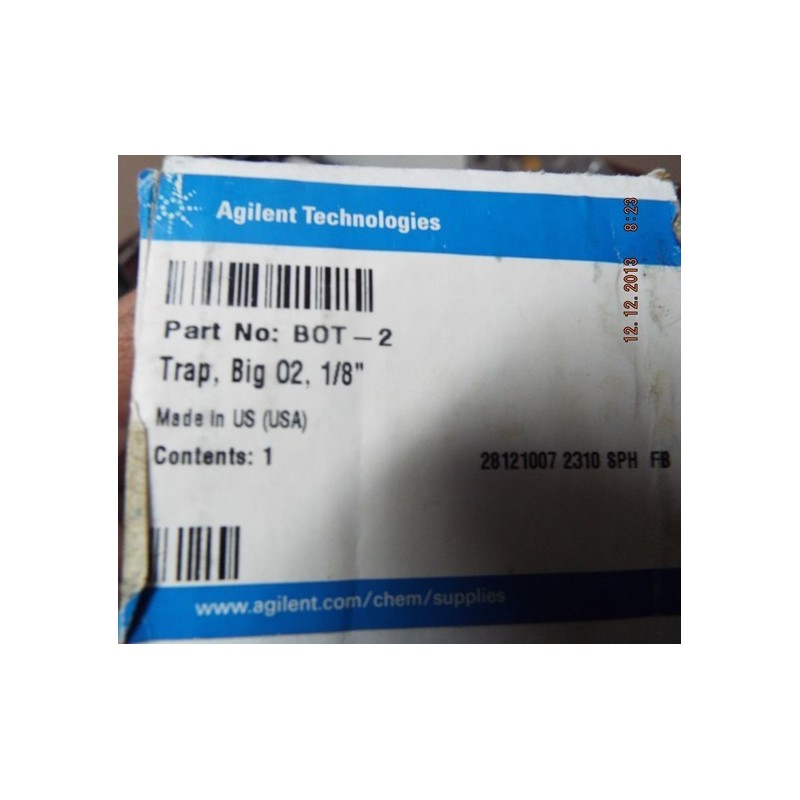 Agilent Technologies
Part No: BOT-2
Trap, Big O2, 1/8"
Made in US (USA)
Contents: 1
28121007 2310 SPH FB
www.agilent.com/chem/supplies
12.12.2013 8:23